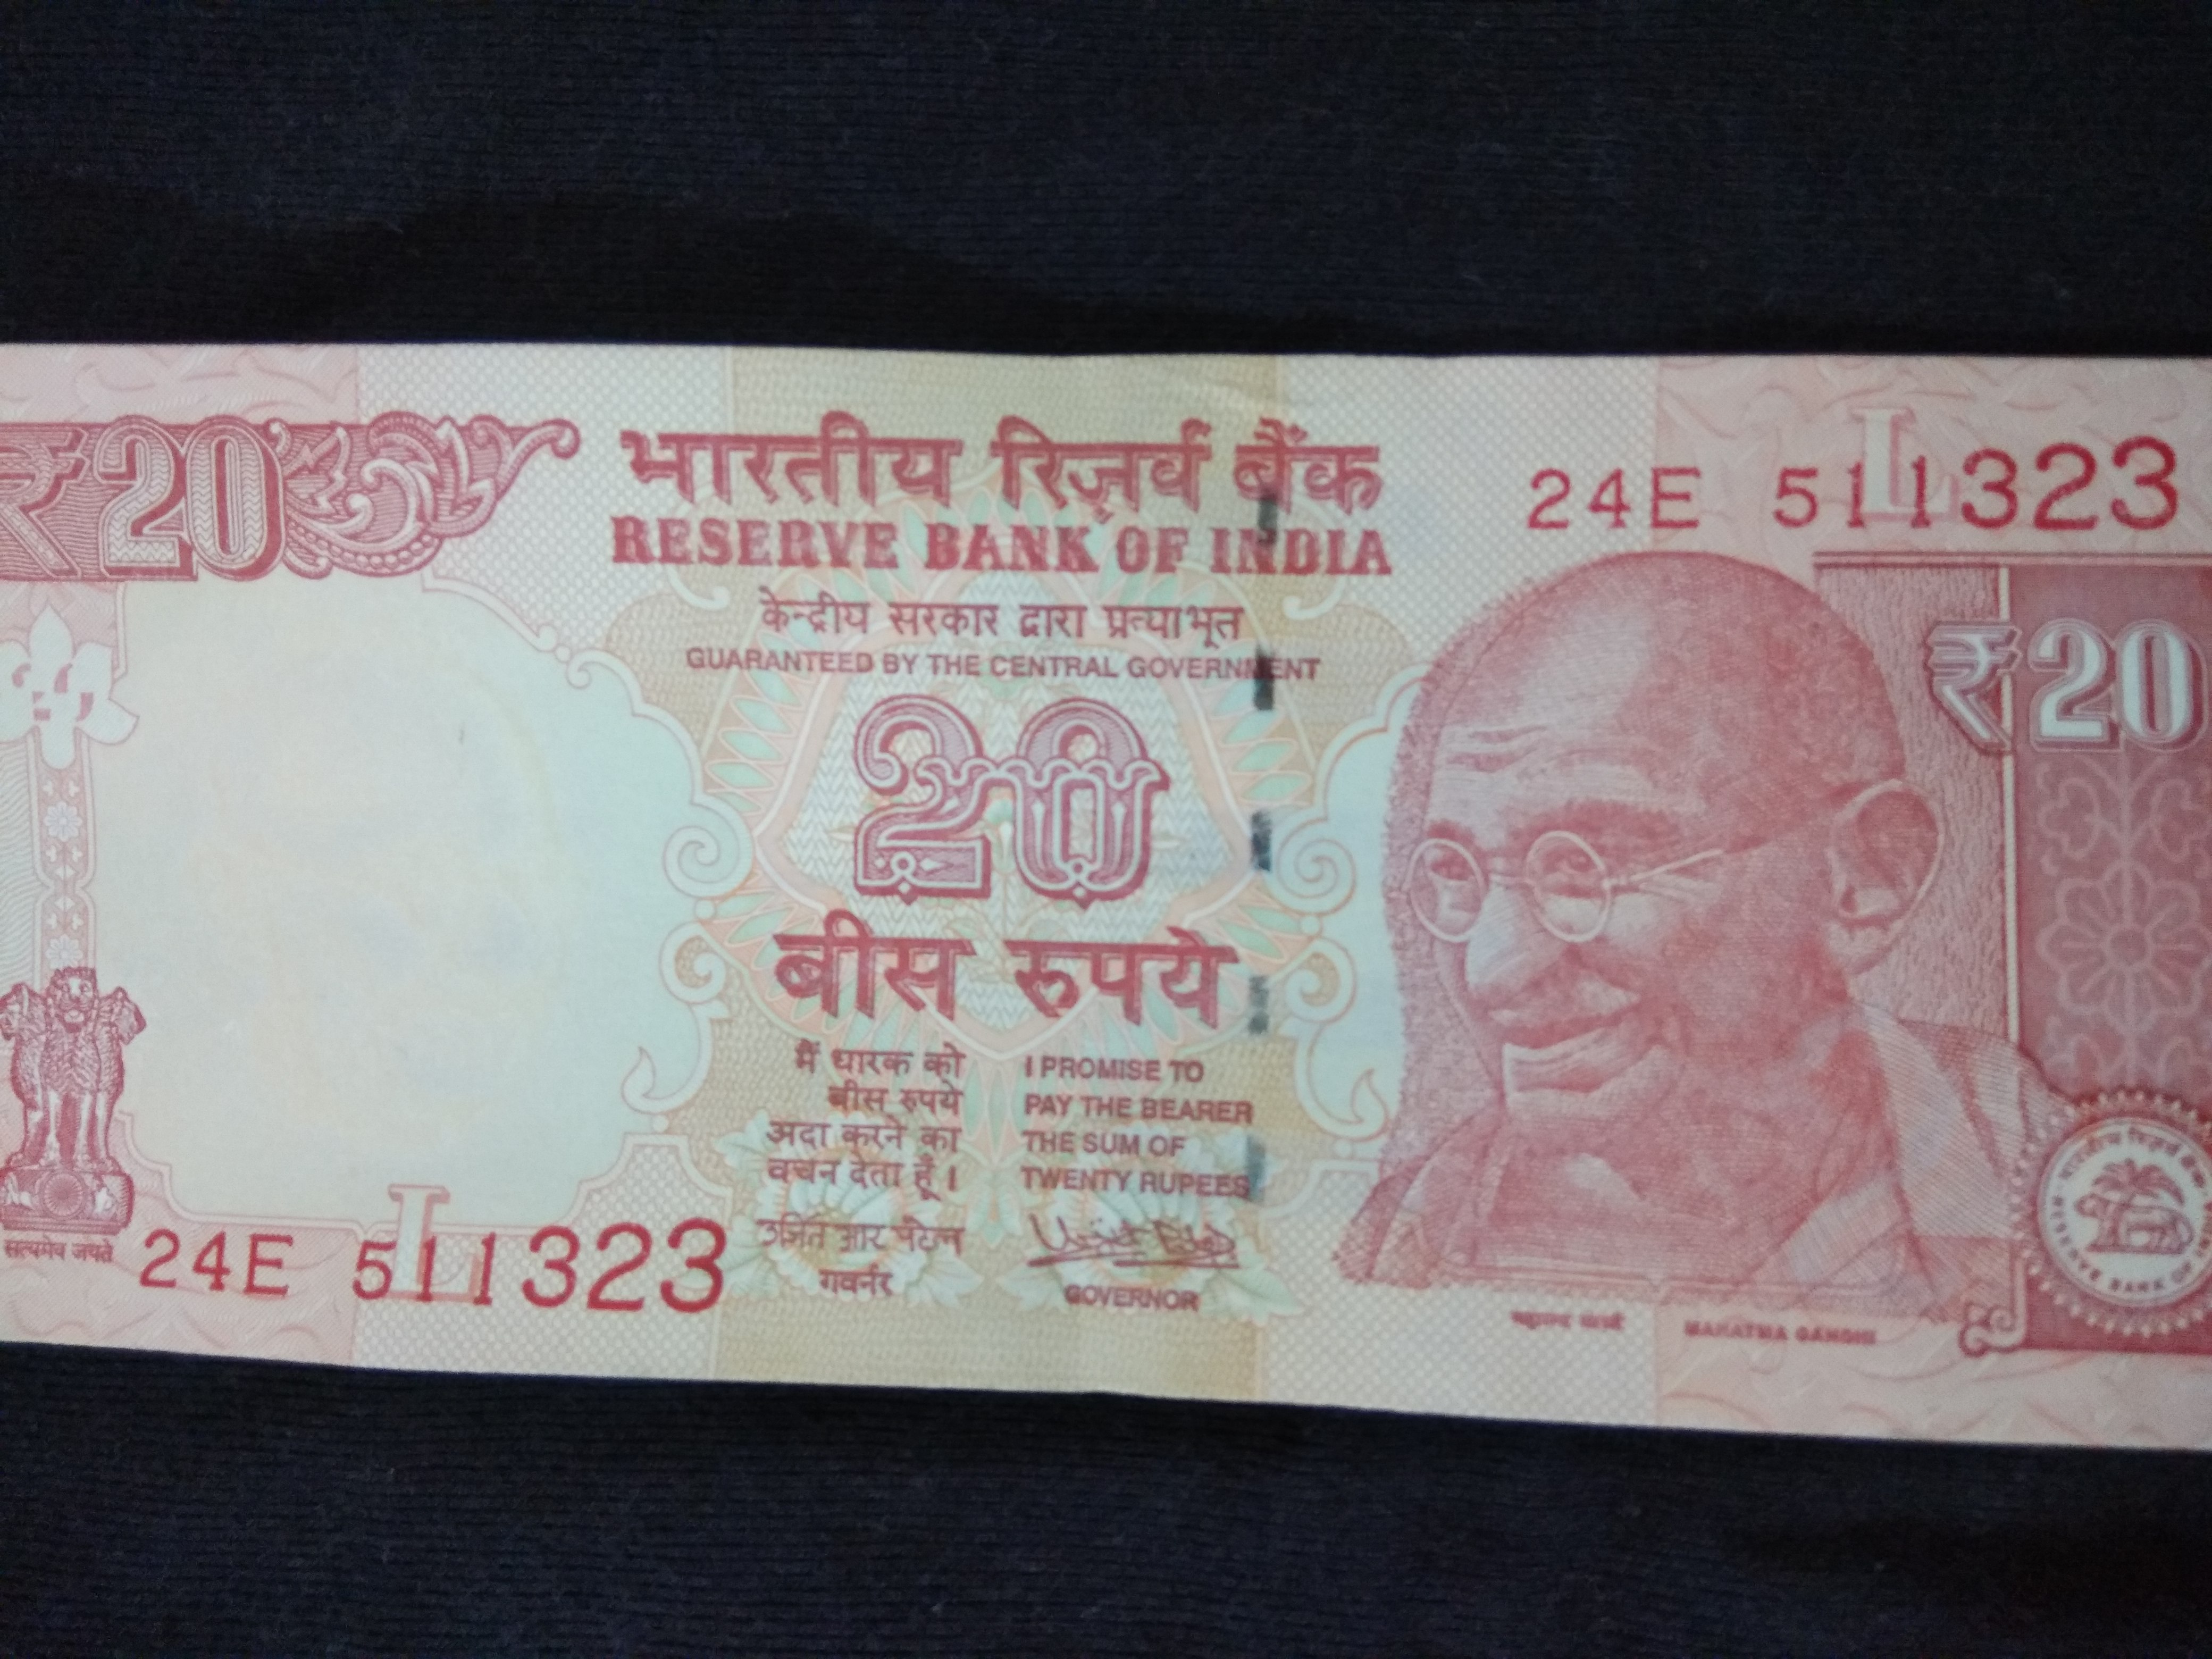 ₹20
भारतीय रिज़र्व बैंक
RESERVE BANK OF INDIA
24E 511323
L
केन्द्रीय सरकार द्वारा प्रत्याभूत
GUARANTEED BY THE CENTRAL GOVERNMENT
₹20
20
बीस रुपये
मैं धारक को
बीस रुपये
अदा करने का
वचन देता हूँ।
I PROMISE TO
PAY THE BEARER
THE SUM OF
TWENTY RUPEES
सत्यमेव जयते
24E 511323
L
उर्जित आर पटेल
गवर्नर
GOVERNOR
महात्मा गांधी
MAHATMA GANDHI
भारतीय रिज़र्व बैंक
RESERVE BANK OF